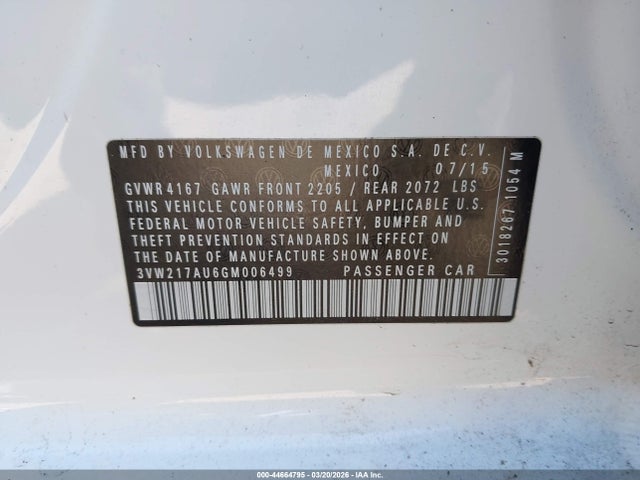 MFD BY VOLKSWAGEN DE MEXICO S.A. DE C.V.
MEXICO 07/15
GVWR 4167 GAWR FRONT 2205 / REAR 2072 LBS
THIS VEHICLE CONFORMS TO ALL APPLICABLE U.S.
FEDERAL MOTOR VEHICLE SAFETY, BUMPER AND
THEFT PREVENTION STANDARDS IN EFFECT ON
THE DATE OF MANUFACTURE SHOWN ABOVE.
3VW217AU6GM006499 PASSENGER CAR
3018267 1054 M
000-44664795 - 03/20/2026 - IAAI.com